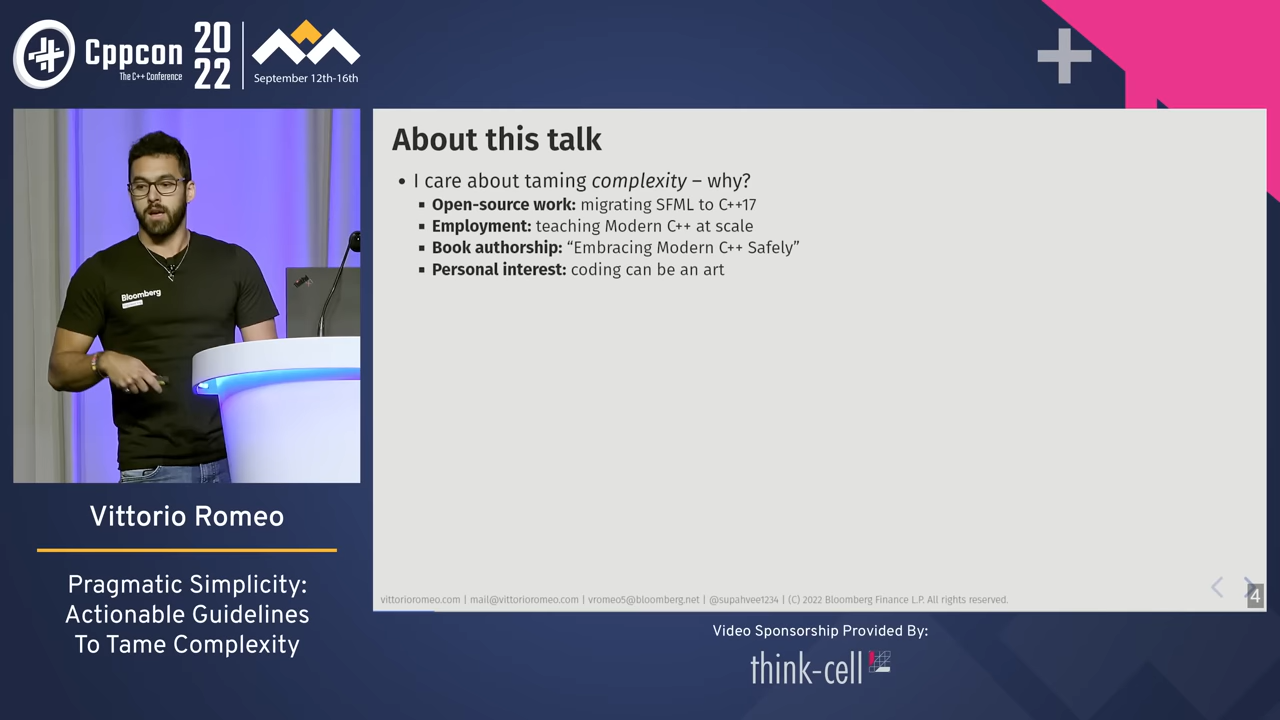 Cppcon
The C++ Conference
20
22
September 12th-16th
Bloomberg
About this talk
• I care about taming complexity – why?
▪ Open-source work: migrating SFML to C++17
▪ Employment: teaching Modern C++ at scale
▪ Book authorship: “Embracing Modern C++ Safely”
▪ Personal interest: coding can be an art
vittorioromeo.com | mail@vittorioromeo.com | vromeo5@bloomberg.net | @supahvee1234 | (C) 2022 Bloomberg Finance L.P. All rights reserved.
4
Vittorio Romeo
Pragmatic Simplicity:
Actionable Guidelines
To Tame Complexity
Video Sponsorship Provided By:
think-cell